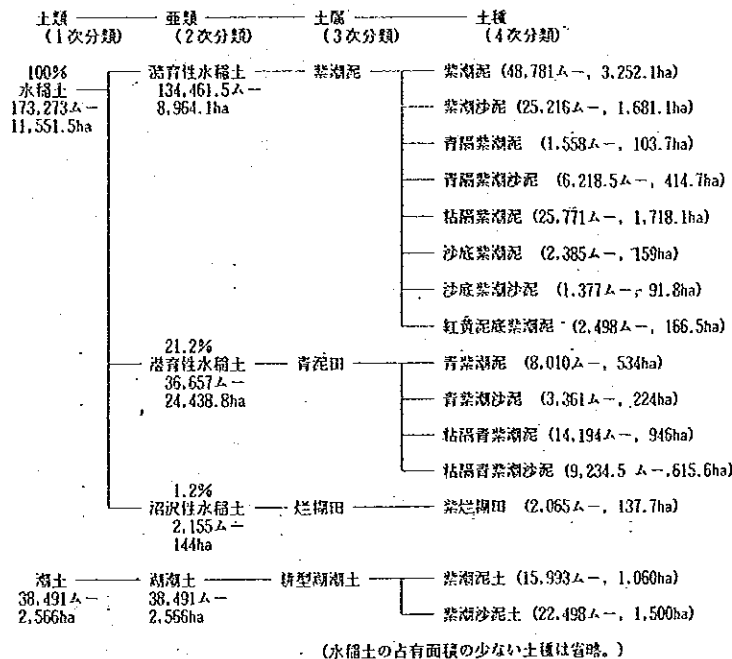 土類 亜類 土属 土種
(1次分類) (2次分類) (3次分類) (4次分類)
100%
水稲土
173,273ムー
11,551.5ha
潴育性水稲土
134,461.5ムー
8,964.1ha
紫潮泥
紫潮泥 (48,781ムー, 3,252.1ha)
紫潮沙泥 (25,216ムー, 1,681.1ha)
青隔紫潮泥 (1,558ムー, 103.7ha)
青隔紫潮沙泥 (6,218.5ムー, 414.7ha)
粘隔紫潮泥 (25,771ムー, 1,718.1ha)
沙底紫潮泥 (2,385ムー, 159ha)
沙底紫潮沙泥 (1,377ムー, 91.8ha)
紅黄泥底紫潮泥 (2,498ムー, 166.5ha)
21.2%
潜育性水稲土
36,657ムー
24,438.8ha
青泥田
青紫潮泥 (8,010ムー, 534ha)
青紫潮沙泥 (3,361ムー, 224ha)
粘隔青紫潮泥 (14,194ムー, 946ha)
粘隔青紫潮沙泥 (9,234.5 ムー,615.6ha)
1.2%
沼沢性水稲土
2,155ムー
144ha
烂糊田
紫烂糊田 (2,065ムー, 137.7ha)
潮土
38,491ムー
2,566ha
湖潮土
38,491ムー
2,566ha
耕型湖潮土
紫潮泥土 (15,993ムー, 1,060ha)
紫潮沙泥土 (22,498ムー, 1,500ha)
(水稲土の占有面積の少ない土種は省略。)